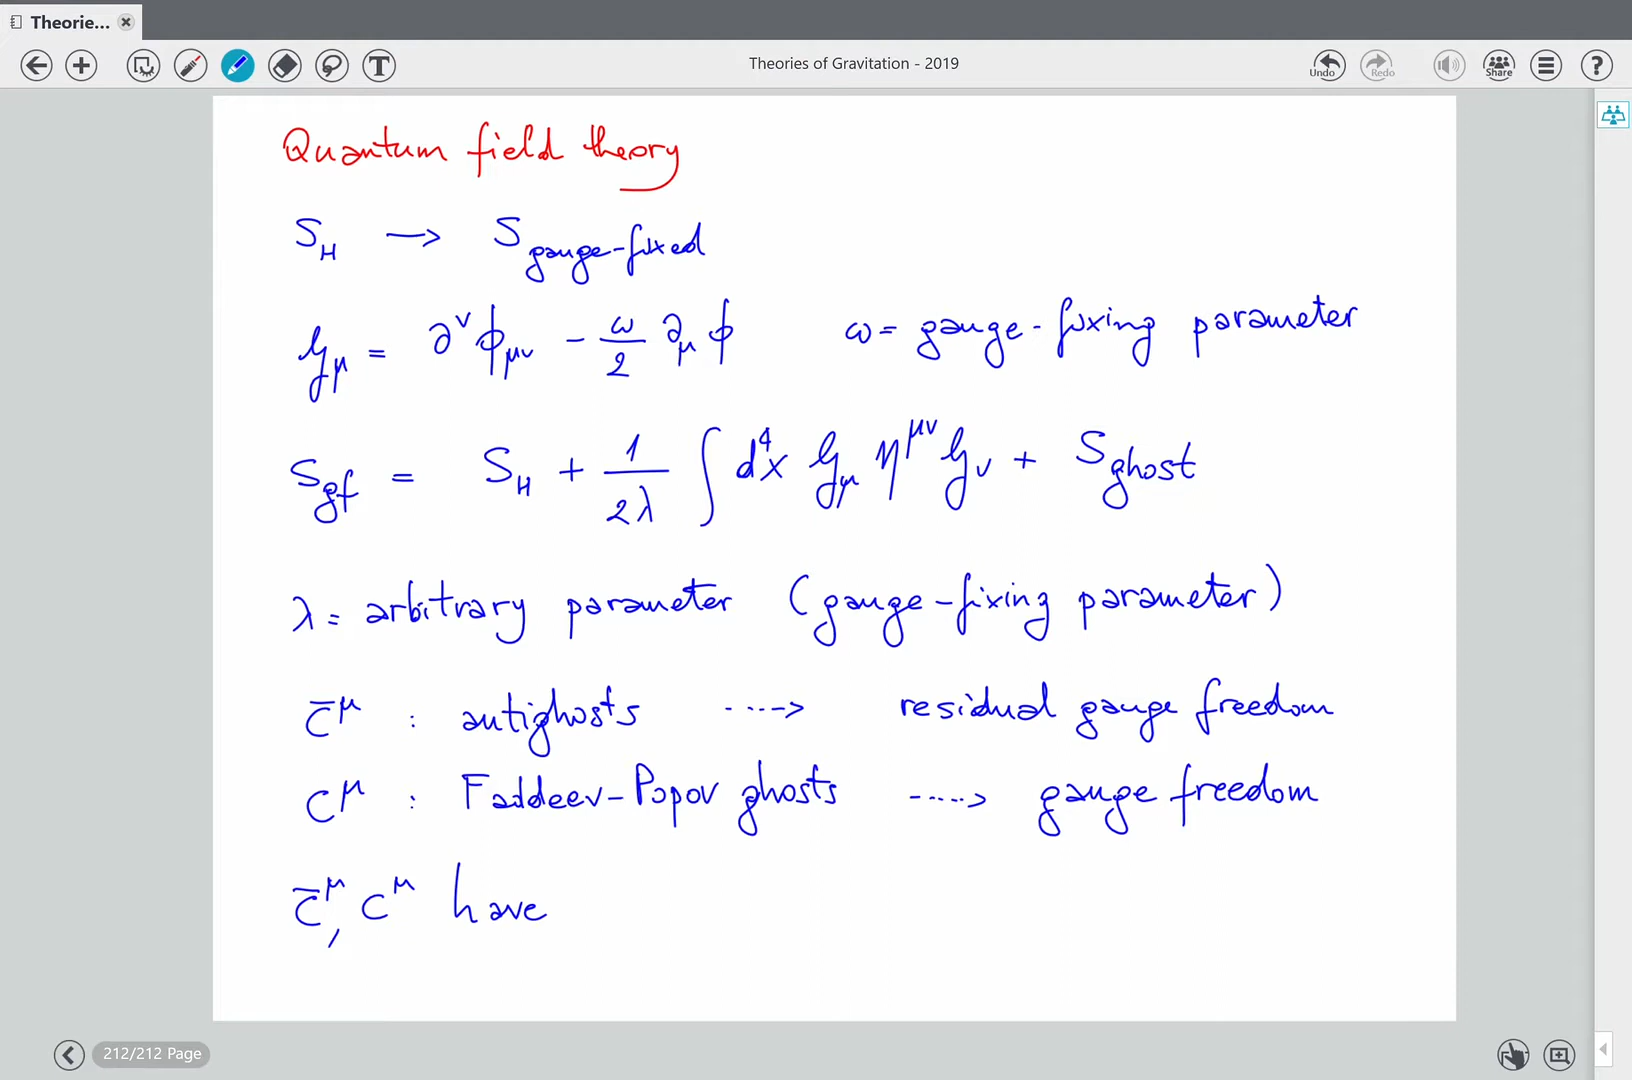 Theorie...
Theories of Gravitation - 2019
Undo Redo Share
Quantum field theory
S_H → S_gauge-fixed
𝒢_μ = ∂^ν ϕ_μν - ω/2 ∂_μ ϕ ω = gauge-fixing parameter
S_gf = S_H + 1/2λ ∫ d⁴x 𝒢_μ η^μν 𝒢_ν + S_ghost
λ = arbitrary parameter (gauge-fixing parameter)
c̄^μ : antighosts ----> residual gauge freedom
c^μ : Faddeev-Popov ghosts ----> gauge freedom
c̄^μ, c^μ have
212/212 Page